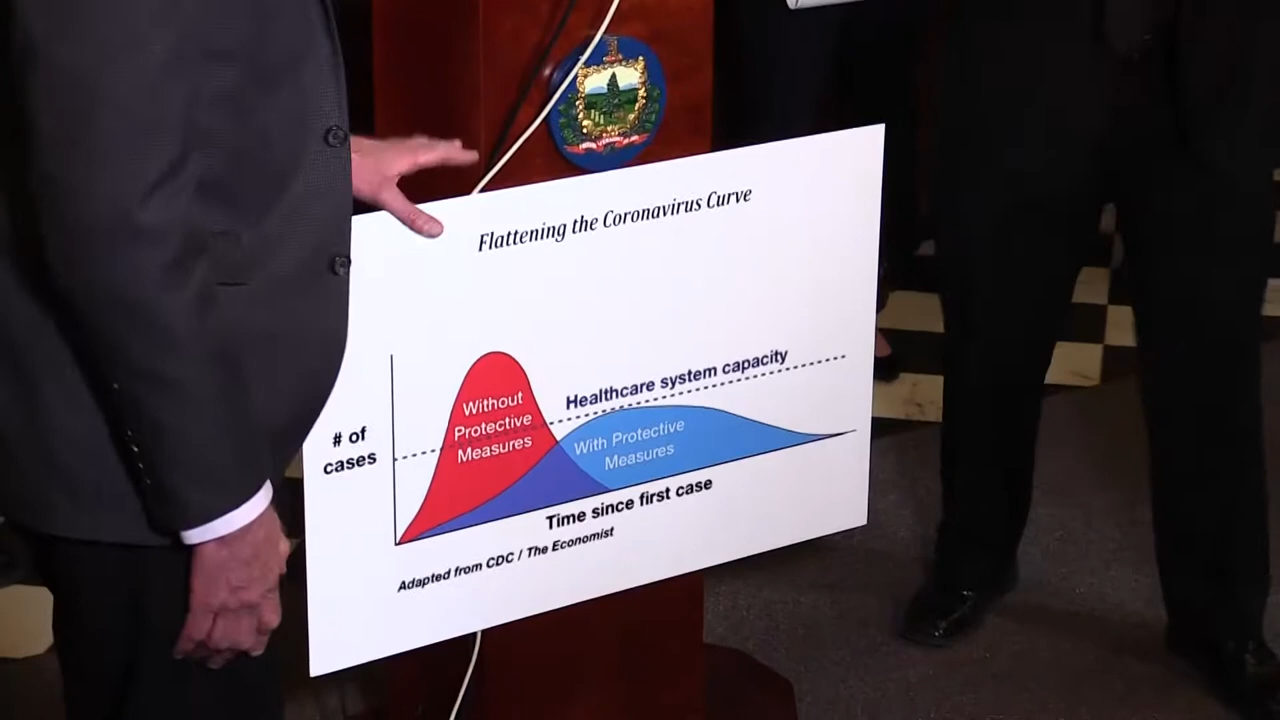 Flattening the Coronavirus Curve
Healthcare system capacity
Without
Protective
Measures
# of
cases
With Protective
Measures
Time since first case
Adapted from CDC / The Economist